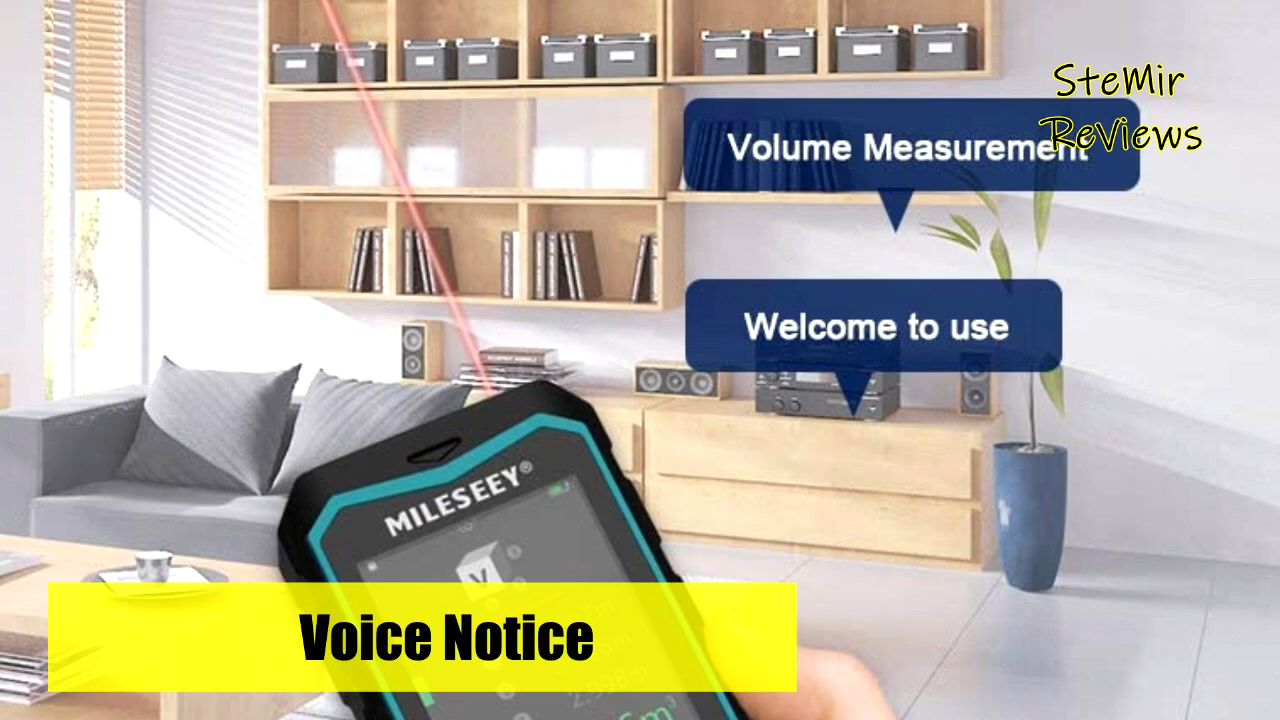 SteMir
Reviews
Volume Measurement
Welcome to use
MILESEEY®
V
Voice Notice